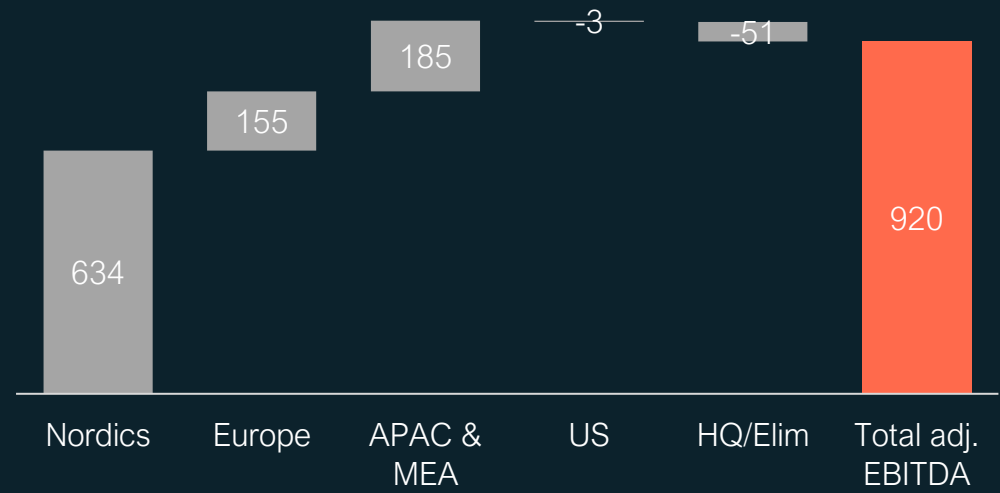 -3
-51
185
155
920
634
Nordics
Europe
APAC &
MEA
US
HQ/Elim
Total adj.
EBITDA